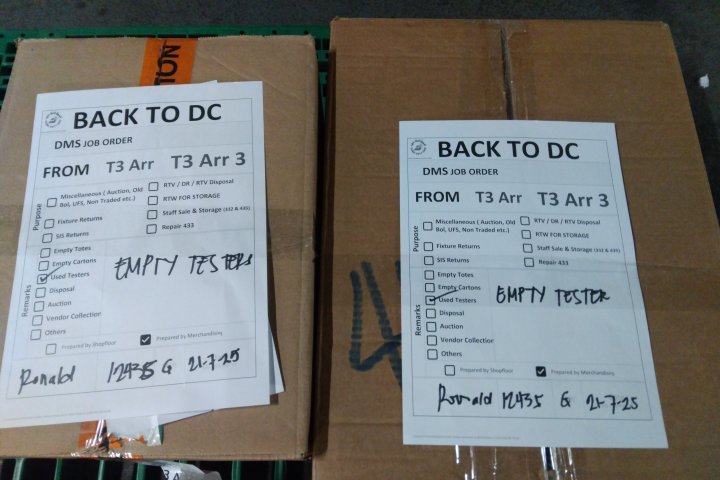 TION
BACK TO DC
DMS JOB ORDER
FROM T3 Arr T3 Arr 3
Purpose
Miscellaneous ( Auction, Old Bol, UFS, Non Traded etc.)
RTV / DR / RTV Disposal
RTW FOR STORAGE
Fixture Returns
Staff Sale & Storage (332 & 435)
SIS Returns
Repair 433
Empty Totes
Empty Cartons
EMPTY TESTERS
Used Testers
Remarks
Disposal
Auction
Vendor Collection
Others
Prepared by Shopfloor
Prepared by Merchandising
Ronald 12435 G 21-7-25
BACK TO DC
DMS JOB ORDER
FROM T3 Arr T3 Arr 3
Purpose
Miscellaneous ( Auction, Old Bol, UFS, Non Traded etc.)
RTV / DR / RTV Disposal
RTW FOR STORAGE
Fixture Returns
Staff Sale & Storage (332 & 435)
SIS Returns
Repair 433
Empty Totes
Empty Cartons
EMPTY TESTER
Used Testers
Remarks
Disposal
Auction
Vendor Collection
Others
Prepared by Shopfloor
Prepared by Merchandising
Ronald 12435 G 21-7-25